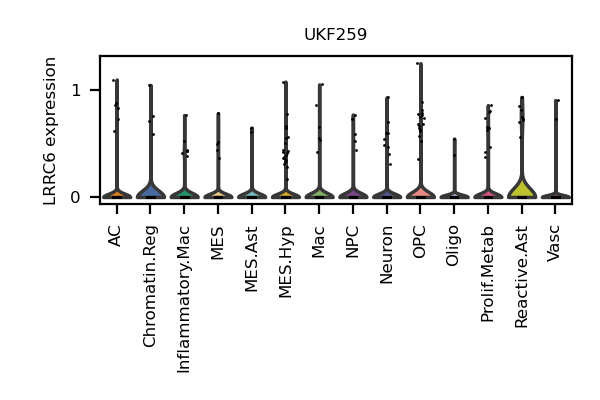 UKF259
LRRC6 expression
1
0
AC
Chromatin.Reg
Inflammatory.Mac
MES
MES.Ast
MES.Hyp
Mac
NPC
Neuron
OPC
Oligo
Prolif.Metab
Reactive.Ast
Vasc